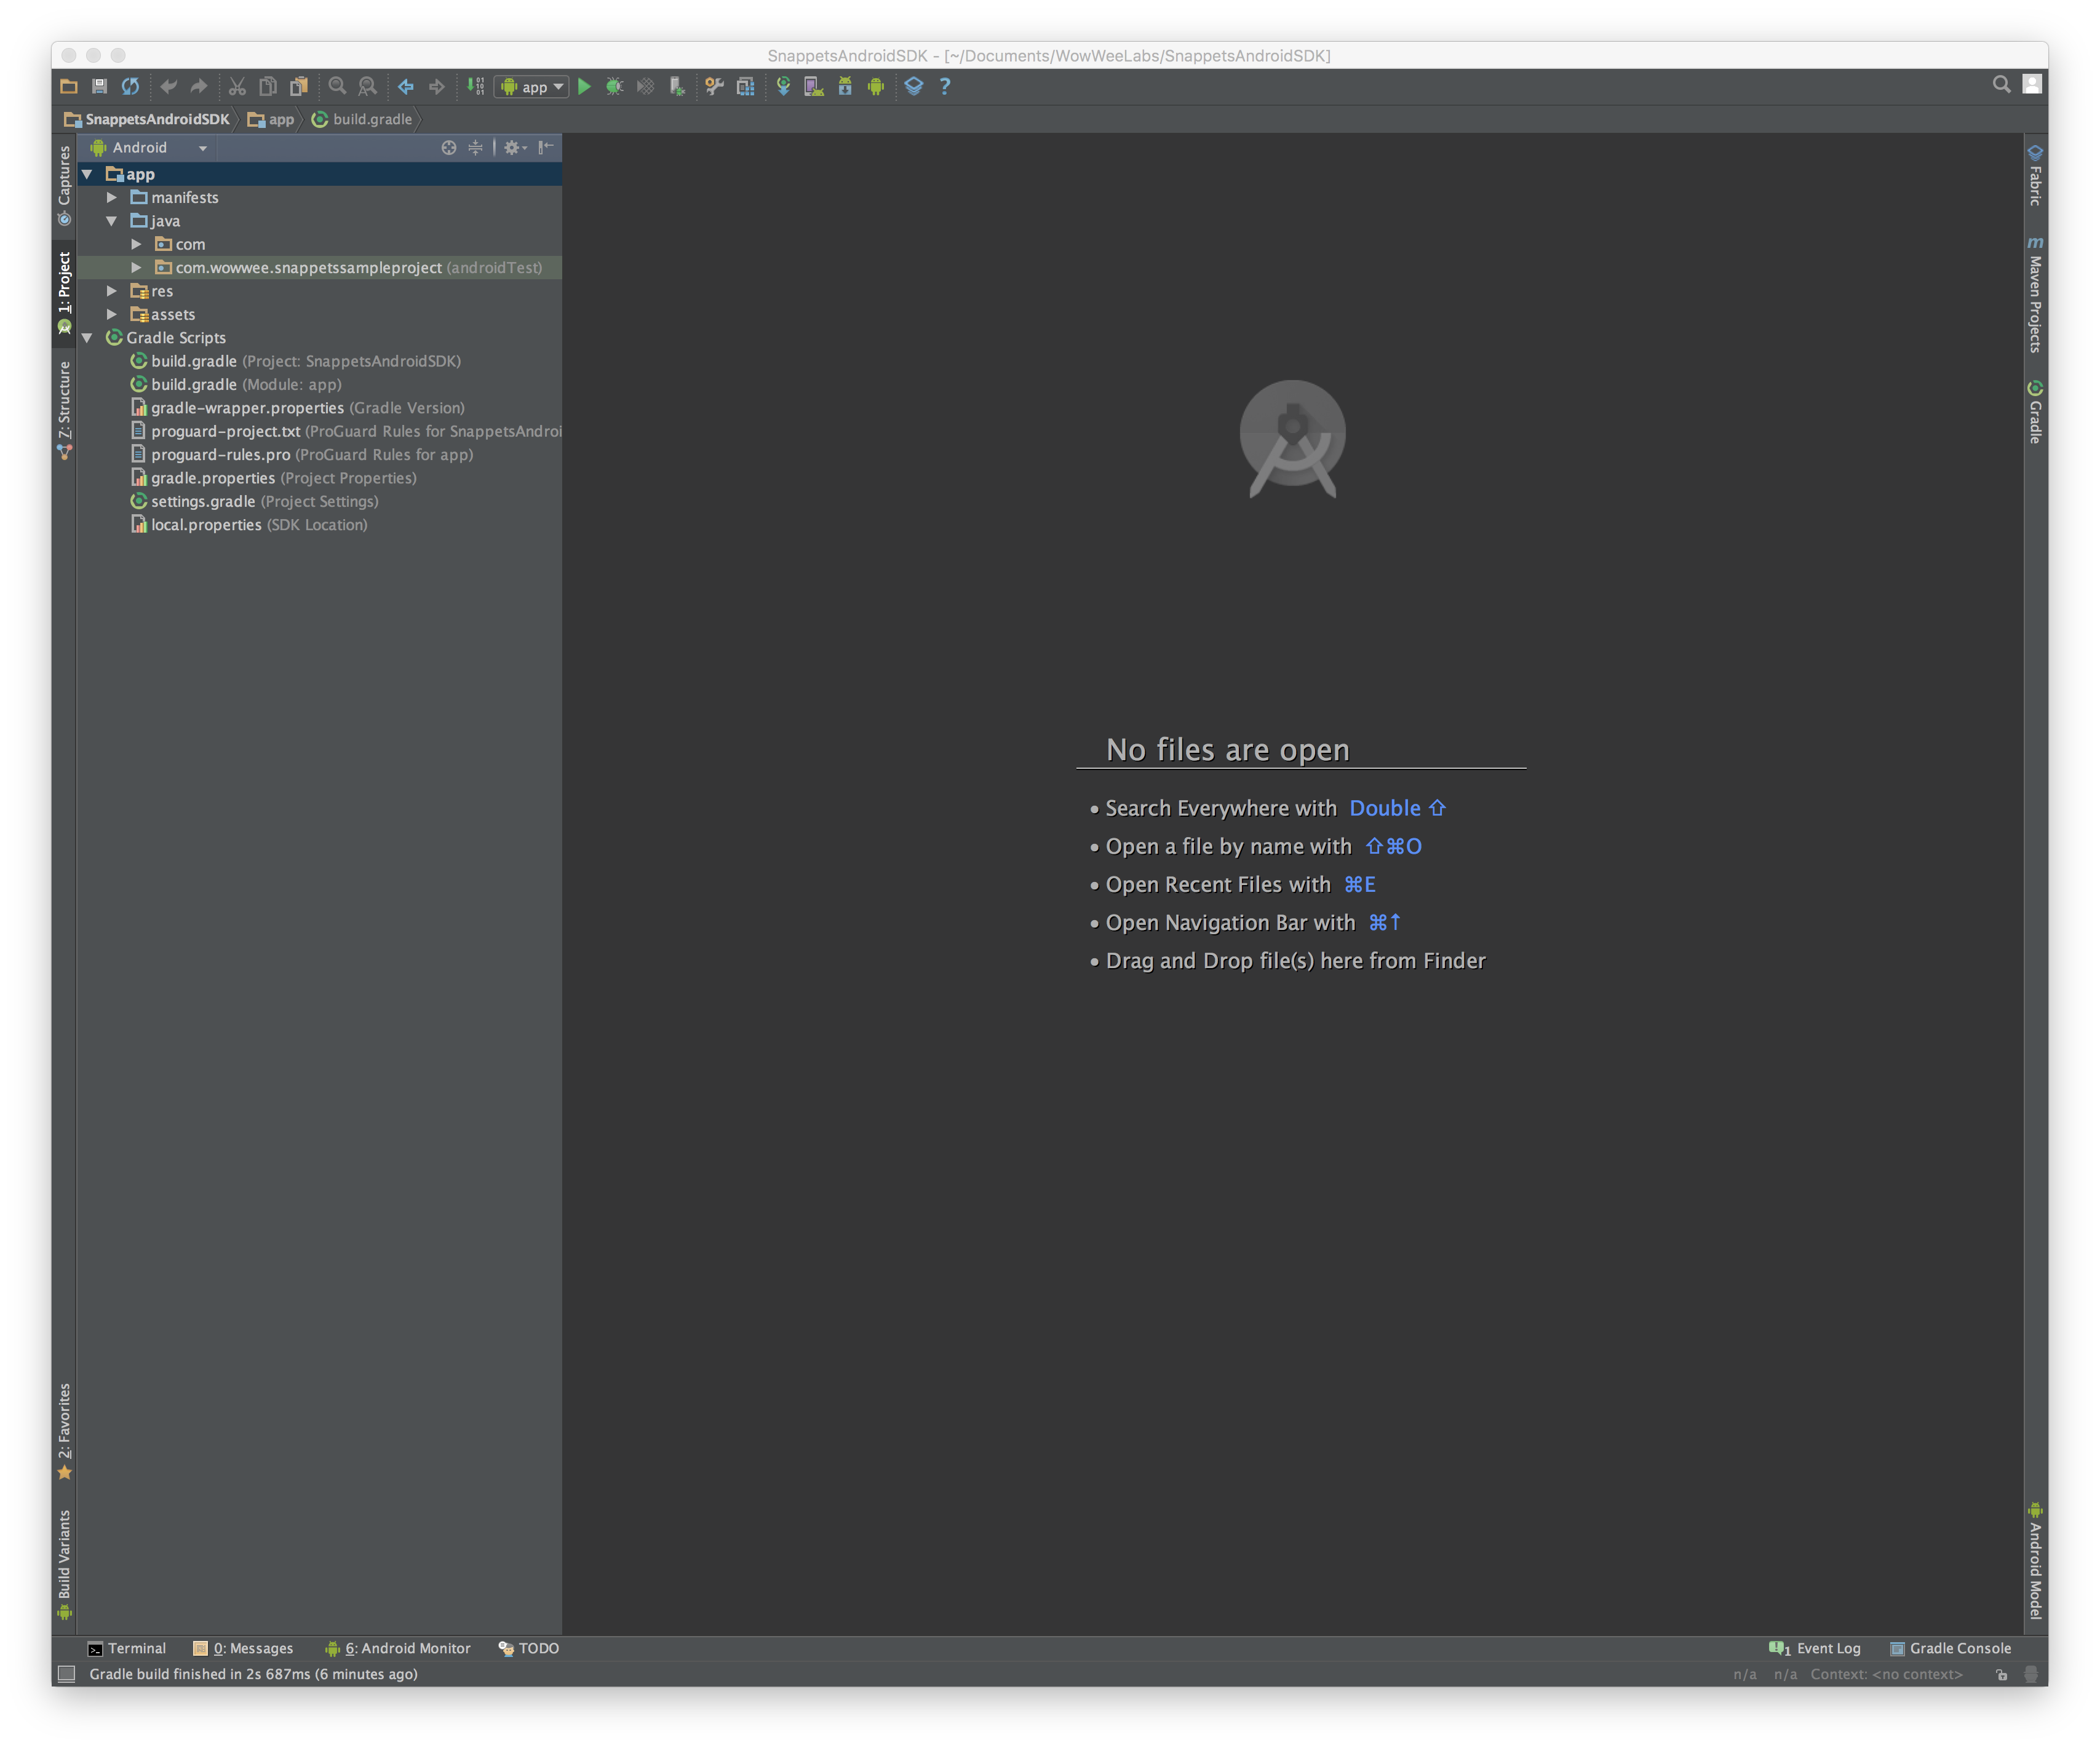 SnappetsAndroidSDK - [~/Documents/WowWeeLabs/SnappetsAndroidSDK]
app
SnappetsAndroidSDK app build.gradle
Captures
1: Project
Z: Structure
2: Favorites
Build Variants
Android
app
manifests
java
com
com.wowwee.snappetssampleproject (androidTest)
res
assets
Gradle Scripts
build.gradle (Project: SnappetsAndroidSDK)
build.gradle (Module: app)
gradle-wrapper.properties (Gradle Version)
proguard-project.txt (ProGuard Rules for SnappetsAndroi
proguard-rules.pro (ProGuard Rules for app)
gradle.properties (Project Properties)
settings.gradle (Project Settings)
local.properties (SDK Location)
No files are open
• Search Everywhere with Double ⇧
• Open a file by name with ⇧⌘O
• Open Recent Files with ⌘E
• Open Navigation Bar with ⌘↑
• Drag and Drop file(s) here from Finder
Fabric
m Maven Projects
Gradle
Android Model
Terminal 0: Messages 6: Android Monitor TODO 1 Event Log Gradle Console
Gradle build finished in 2s 687ms (6 minutes ago) n/a n/a Context: <no context>